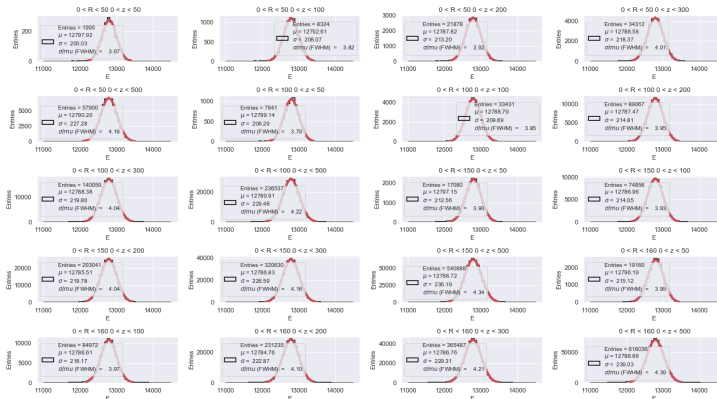 0 < R < 50 0 < z < 50
Entries = 1995
μ = 12797.92
σ = 200.03
d/mu (FWHM) = 3.67
0 < R < 50 0 < z < 100
Entries = 8324
μ = 12792.61
σ = 208.07
d/mu (FWHM) = 3.82
0 < R < 50 0 < z < 200
Entries = 21876
μ = 12787.82
σ = 213.20
d/mu (FWHM) = 3.92
0 < R < 50 0 < z < 300
Entries = 34312
μ = 12788.58
σ = 218.37
d/mu (FWHM) = 4.01
0 < R < 50 0 < z < 500
Entries = 57900
μ = 12790.20
σ = 227.28
d/mu (FWHM) = 4.18
0 < R < 100 0 < z < 50
Entries = 7841
μ = 12799.14
σ = 206.29
d/mu (FWHM) = 3.79
0 < R < 100 0 < z < 100
Entries = 33431
μ = 12788.79
σ = 209.69
d/mu (FWHM) = 3.85
0 < R < 100 0 < z < 200
Entries = 89067
μ = 12787.47
σ = 214.81
d/mu (FWHM) = 3.95
0 < R < 100 0 < z < 300
Entries = 140059
μ = 12788.38
σ = 219.80
d/mu (FWHM) = 4.04
0 < R < 100 0 < z < 500
Entries = 236537
μ = 12789.91
σ = 229.48
d/mu (FWHM) = 4.22
0 < R < 150 0 < z < 50
Entries = 17080
μ = 12797.15
σ = 212.56
d/mu (FWHM) = 3.90
0 < R < 150 0 < z < 100
Entries = 74856
μ = 12786.96
σ = 214.05
d/mu (FWHM) = 3.93
0 < R < 150 0 < z < 200
Entries = 203041
μ = 12785.51
σ = 219.78
d/mu (FWHM) = 4.04
0 < R < 150 0 < z < 300
Entries = 320630
μ = 12786.83
σ = 226.59
d/mu (FWHM) = 4.16
0 < R < 150 0 < z < 500
Entries = 540989
μ = 12788.72
σ = 236.19
d/mu (FWHM) = 4.34
0 < R < 160 0 < z < 50
Entries = 19160
μ = 12796.19
σ = 215.12
d/mu (FWHM) = 3.95
0 < R < 160 0 < z < 100
Entries = 84972
μ = 12786.61
σ = 216.17
d/mu (FWHM) = 3.97
0 < R < 160 0 < z < 200
Entries = 231235
μ = 12784.76
σ = 222.87
d/mu (FWHM) = 4.10
0 < R < 160 0 < z < 300
Entries = 365487
μ = 12786.76
σ = 229.31
d/mu (FWHM) = 4.21
0 < R < 160 0 < z < 500
Entries = 616036
μ = 12788.66
σ = 239.03
d/mu (FWHM) = 4.39
11000 12000 13000 14000
E
Entries